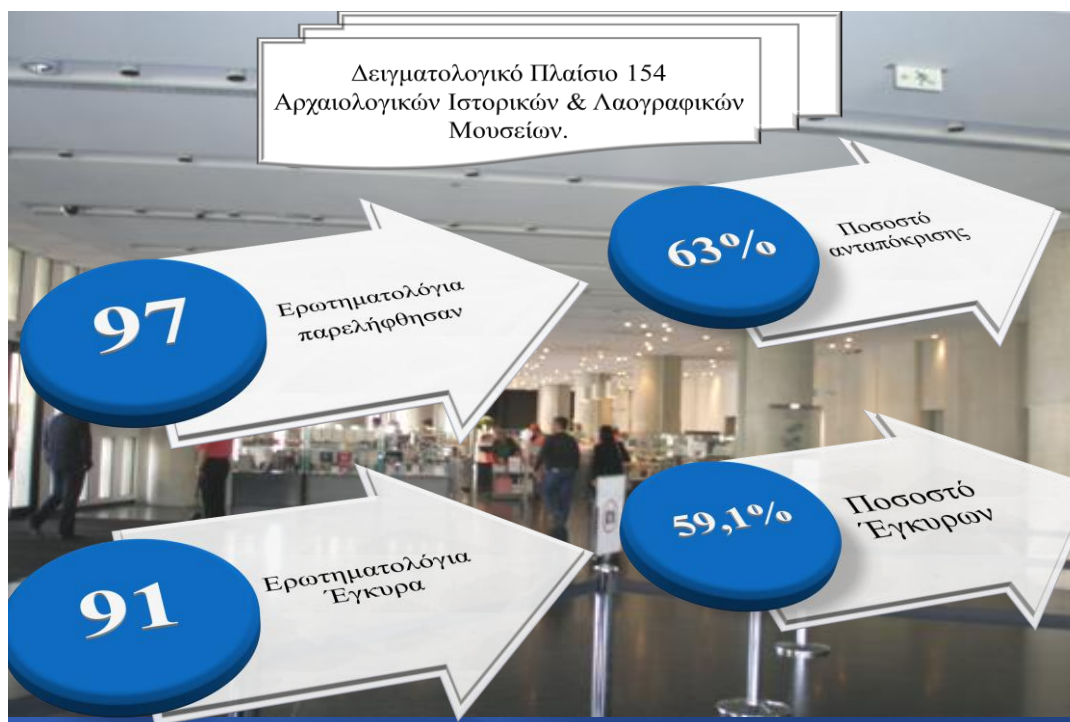 Δειγματολογικό Πλαίσιο 154
Αρχαιολογικών Ιστορικών & Λαογραφικών
Μουσείων.
97
Ερωτηματολόγια
παρελήφθησαν
63%
Ποσοστό
ανταπόκρισης
91
Ερωτηματολόγια
Έγκυρα
59,1%
Ποσοστό
Έγκυρων